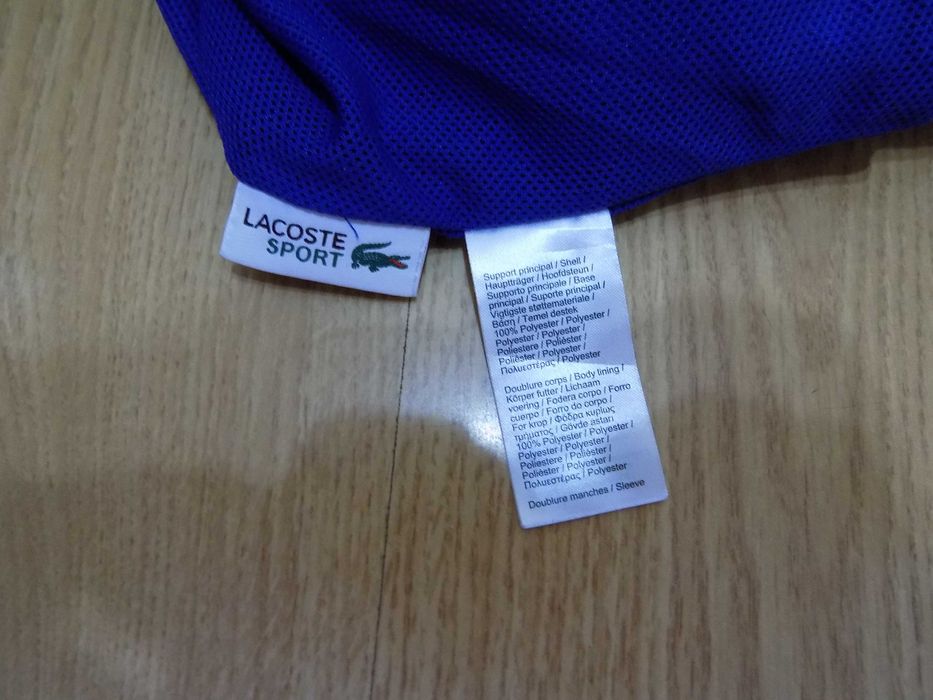 LACOSTE
SPORT
Support principal / Shell /
Hauptträger / Hoofdsteun /
Supporto principale / Base
principal / Suporte principal /
Vigtigste støttemateriale /
Βάση / Temel destek
100% Polyester / Polyester /
Polyester / Polyester /
Poliestere / Poliéster /
Poliéster / Polyester /
Πολυεστέρας / Polyester
Doublure corps / Body lining /
Körper futter / Lichaam
voering / Fodera corpo / Forro
cuerpo / Forro do corpo /
For krop / Φόδρα κυρίως
τμήματος / Gövde astarı
100% Polyester / Polyester /
Polyester / Polyester /
Poliestere / Poliéster /
Poliéster / Polyester /
Πολυεστέρας / Polyester
Doublure manches / Sleeve